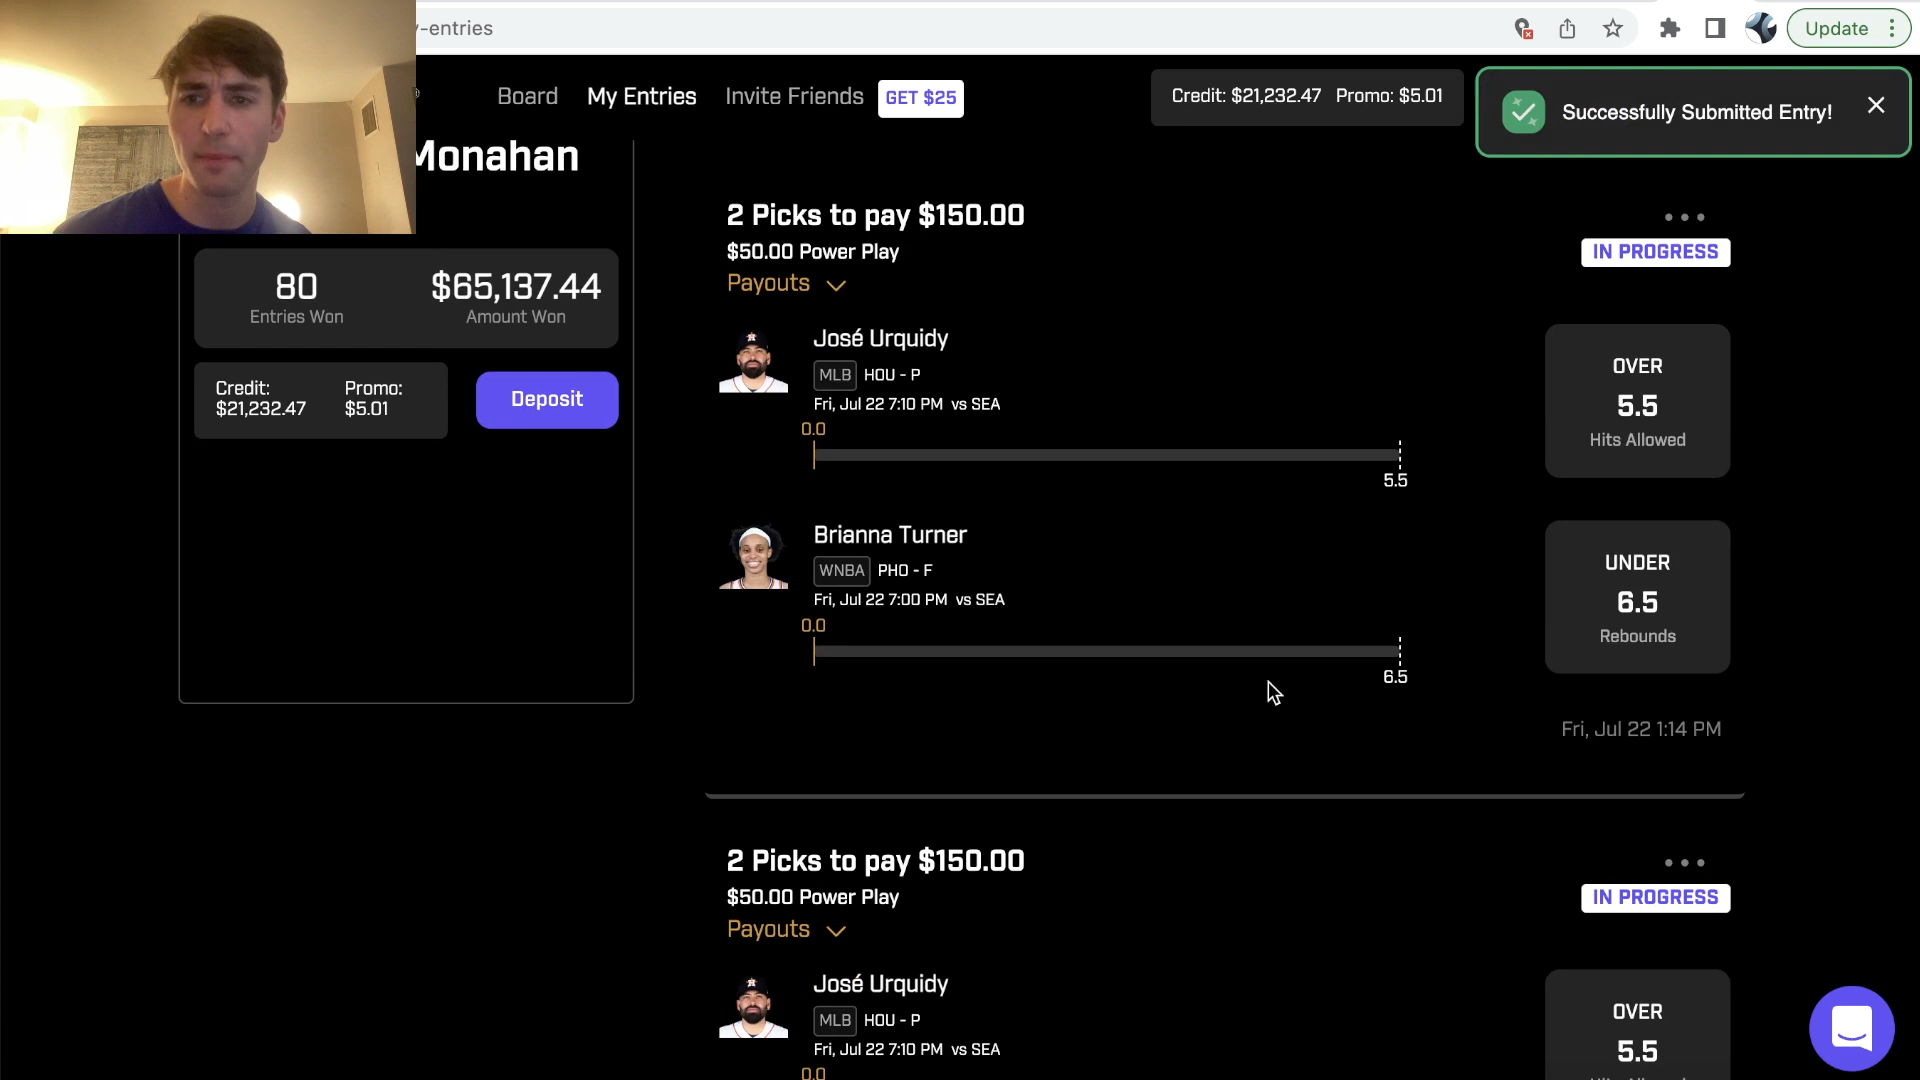 -entries
Update
Board
My Entries
Invite Friends
GET $25
Credit: $21,232.47 Promo: $5.01
Successfully Submitted Entry!
Monahan
80
Entries Won
$65,137.44
Amount Won
Credit:
$21,232.47
Promo:
$5.01
Deposit
2 Picks to pay $150.00
$50.00 Power Play
Payouts
IN PROGRESS
José Urquidy
MLB HOU - P
Fri, Jul 22 7:10 PM vs SEA
0.0
5.5
OVER
5.5
Hits Allowed
Brianna Turner
WNBA PHO - F
Fri, Jul 22 7:00 PM vs SEA
0.0
6.5
UNDER
6.5
Rebounds
Fri, Jul 22 1:14 PM
2 Picks to pay $150.00
$50.00 Power Play
Payouts
IN PROGRESS
José Urquidy
MLB HOU - P
Fri, Jul 22 7:10 PM vs SEA
0.0
OVER
5.5